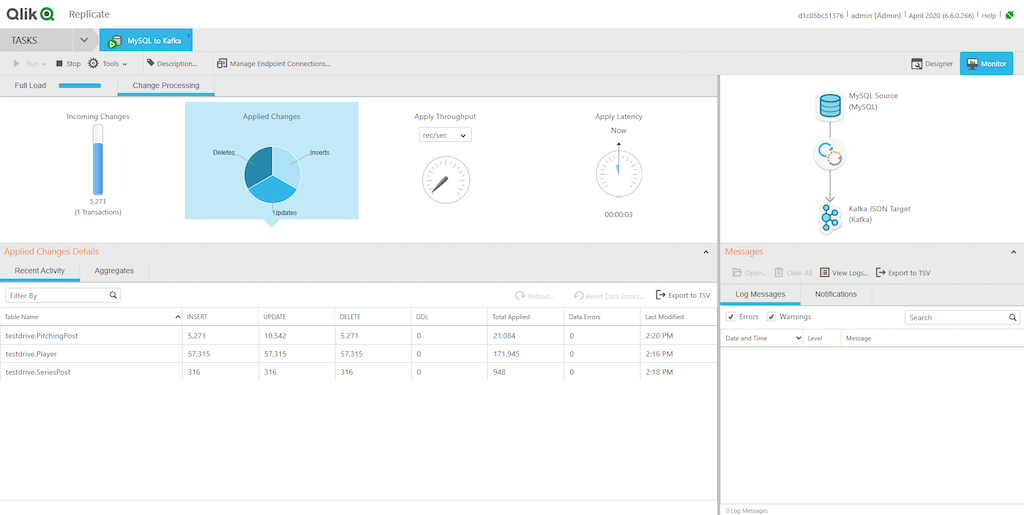 Qlik Replicate
d1c05bc51376 | admin (Admin) | April 2020 (6.6.0.266) | Help |
TASKS MySQL to Kafka
Run Stop Tools Description... Manage Endpoint Connections... Designer Monitor
Full Load Change Processing
Incoming Changes
5,271
(1 Transactions)
Applied Changes
Deletes Inserts
Updates
Apply Throughput
rec/sec
Apply Latency
Now
00:00:03
MySQL Source
(MySQL)
Kafka JSON Target
(Kafka)
Applied Changes Details
Recent Activity Aggregates
Filter By Reload... Reset Data Errors... Export to TSV
Table Name INSERT UPDATE DELETE DDL Total Applied Data Errors Last Modified
testdrive.PitchingPost 5,271 10,542 5,271 0 21,084 0 2:20 PM
testdrive.Player 57,315 57,315 57,315 0 171,945 0 2:16 PM
testdrive.SeriesPost 316 316 316 0 948 0 2:18 PM
Messages
Open... Clear All View Logs... Export to TSV
Log Messages Notifications
Errors Warnings Search
Date and Time Level Message
0 Log Messages